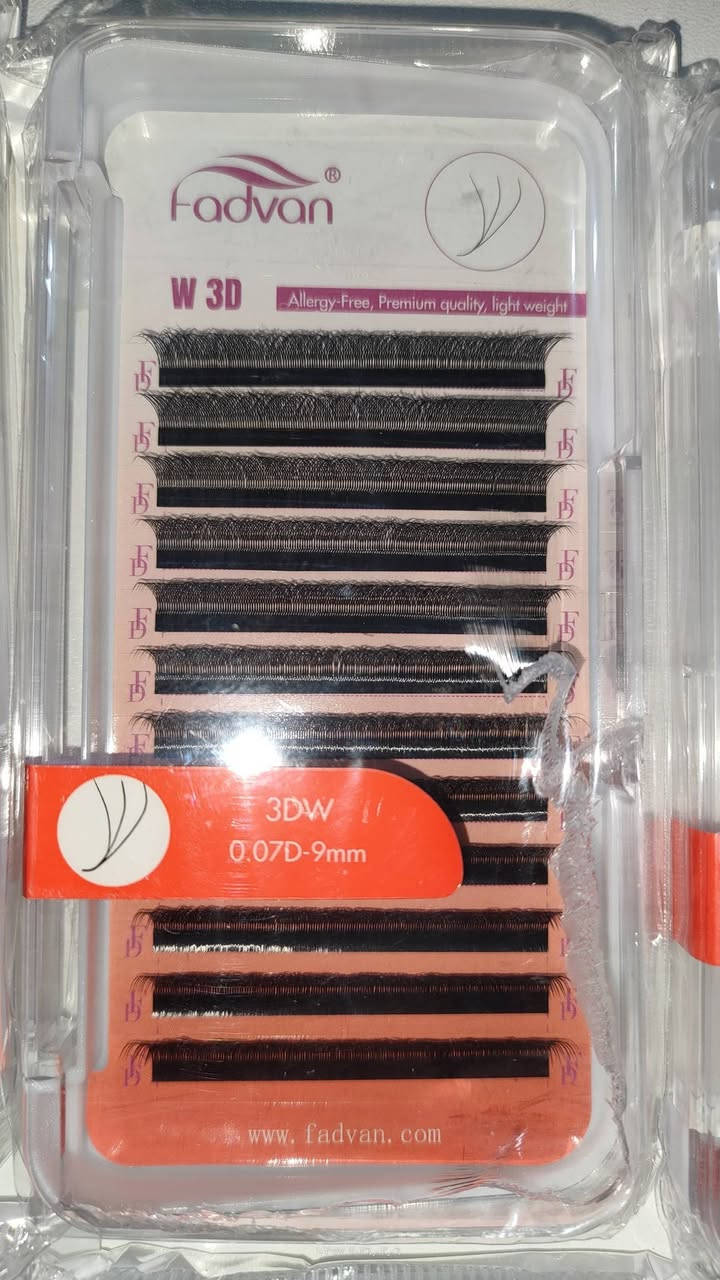 Fadvan®
W 3D
Allergy-Free, Premium quality, light weight
3DW
0.07D-9mm
www.fadvan.com